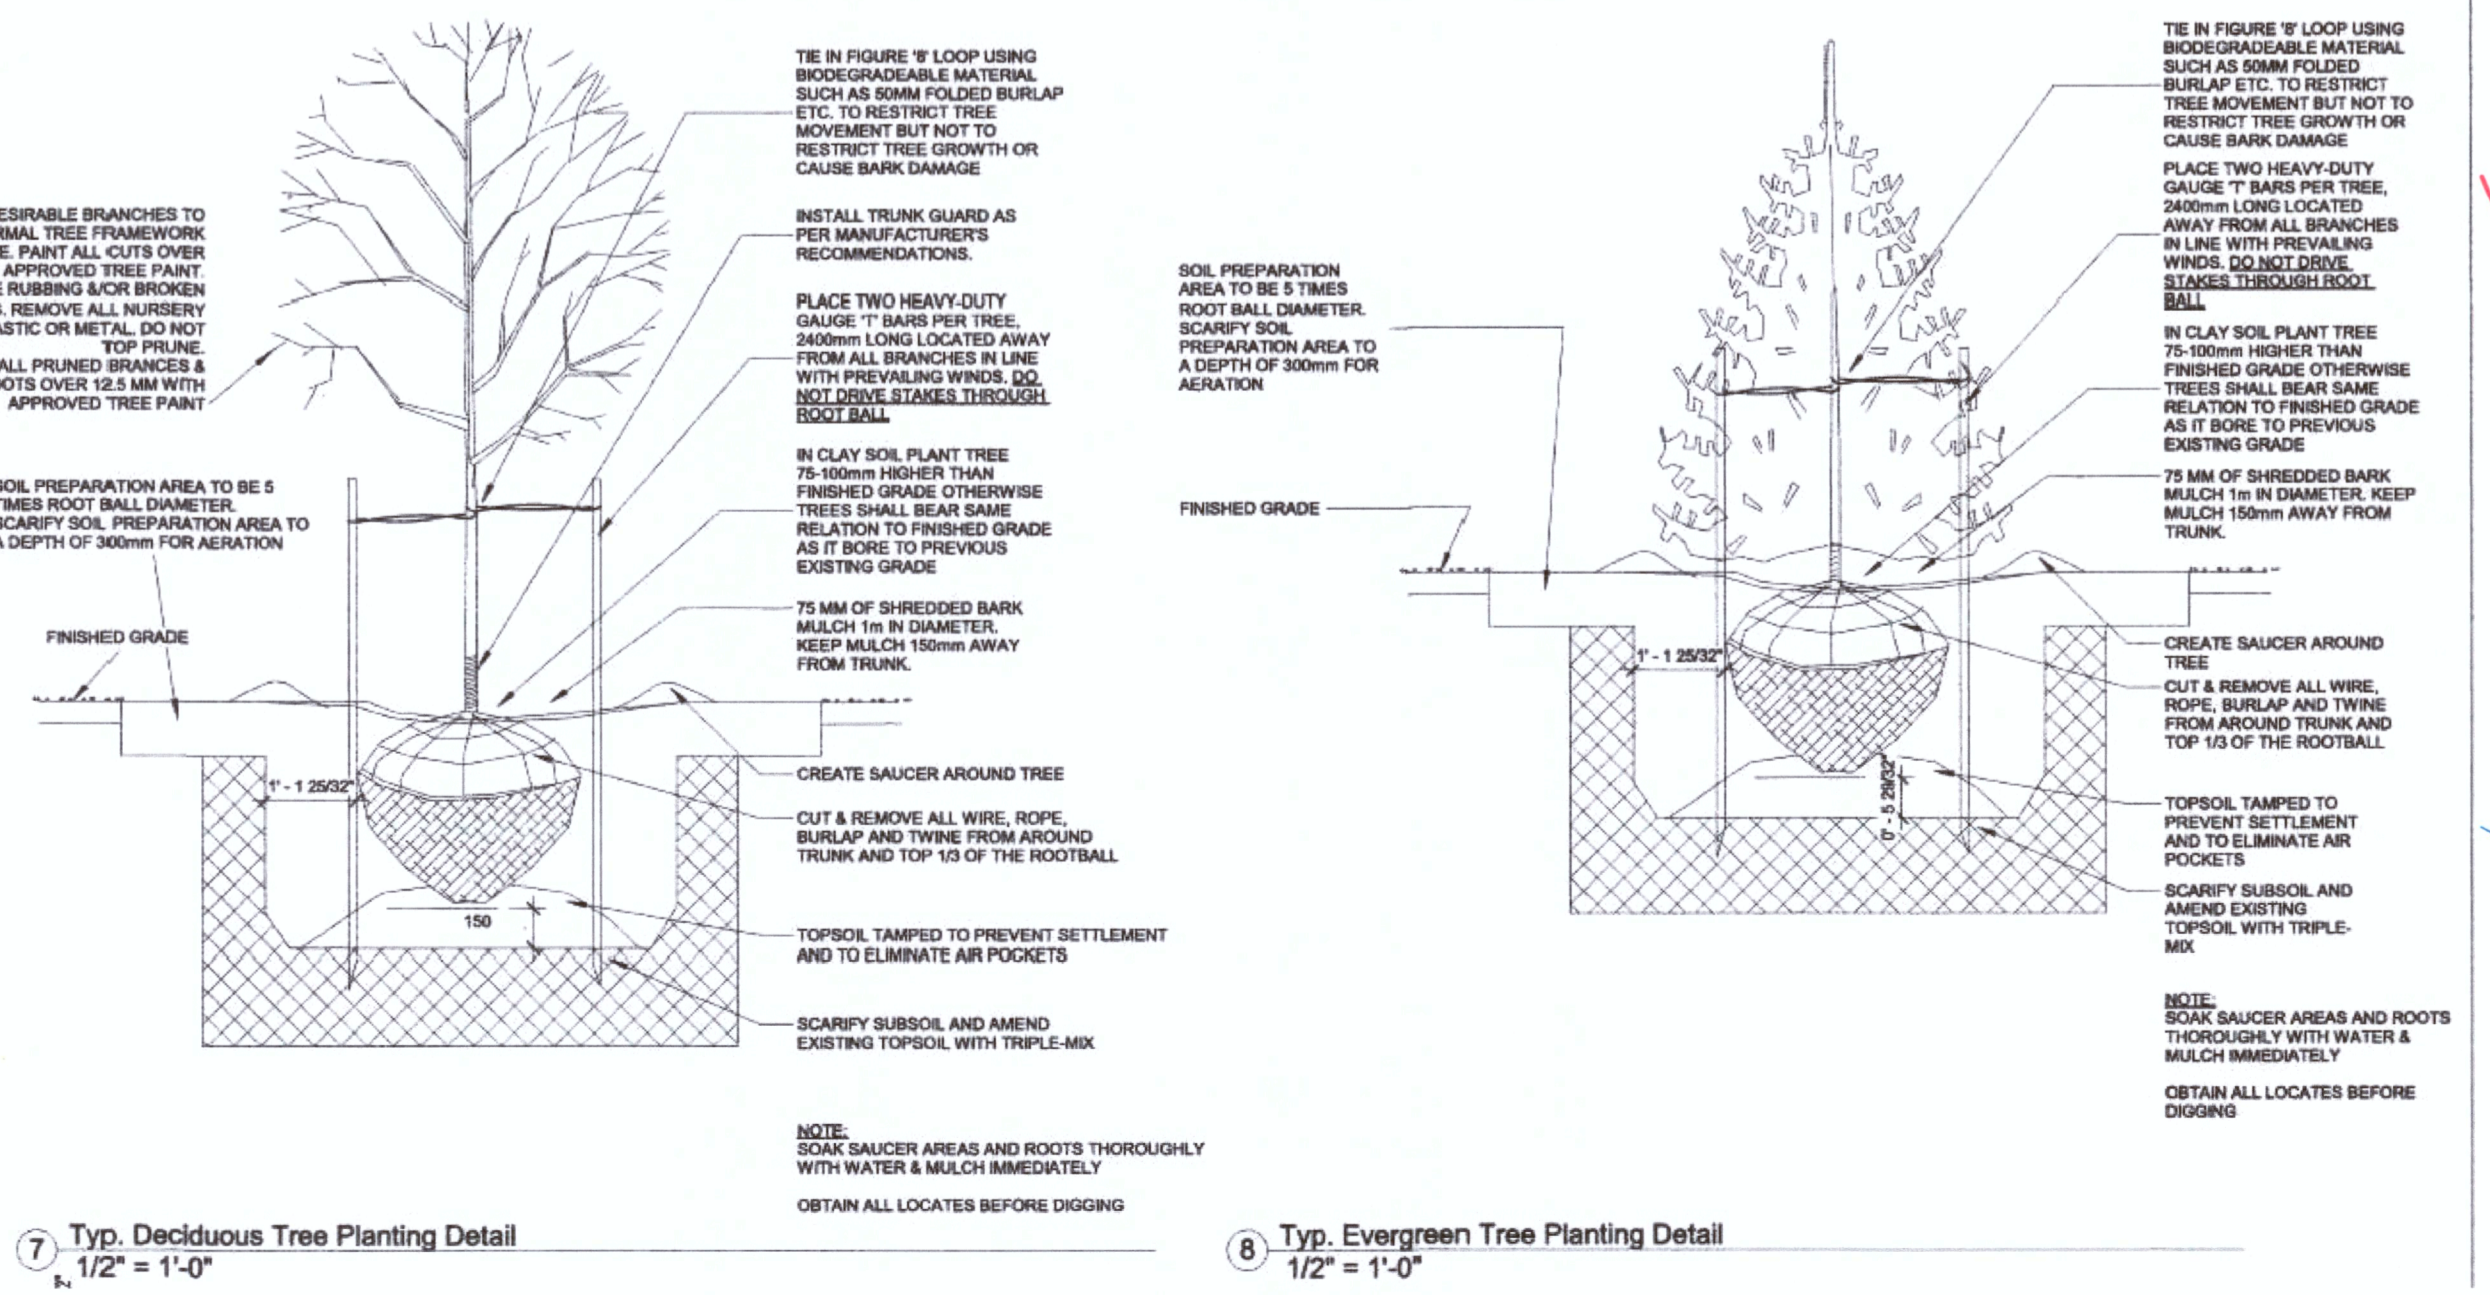 TIE IN FIGURE '8' LOOP USING
BIODEGRADEABLE MATERIAL
SUCH AS 50MM FOLDED BURLAP
ETC. TO RESTRICT TREE
MOVEMENT BUT NOT TO
RESTRICT TREE GROWTH OR
CAUSE BARK DAMAGE
INSTALL TRUNK GUARD AS
PER MANUFACTURER'S
RECOMMENDATIONS.
PLACE TWO HEAVY-DUTY
GAUGE 'T' BARS PER TREE,
2400mm LONG LOCATED AWAY
FROM ALL BRANCHES IN LINE
WITH PREVAILING WINDS. DO
NOT DRIVE STAKES THROUGH
ROOT BALL
IN CLAY SOIL PLANT TREE
75-100mm HIGHER THAN
FINISHED GRADE OTHERWISE
TREES SHALL BEAR SAME
RELATION TO FINISHED GRADE
AS IT BORE TO PREVIOUS
EXISTING GRADE
75 MM OF SHREDDED BARK
MULCH 1m IN DIAMETER.
KEEP MULCH 150mm AWAY
FROM TRUNK.
CREATE SAUCER AROUND TREE
CUT & REMOVE ALL WIRE, ROPE,
BURLAP AND TWINE FROM AROUND
TRUNK AND TOP 1/3 OF THE ROOTBALL
TOPSOIL TAMPED TO PREVENT SETTLEMENT
AND TO ELIMINATE AIR POCKETS
SCARIFY SUBSOIL AND AMEND
EXISTING TOPSOIL WITH TRIPLE-MIX
NOTE:
SOAK SAUCER AREAS AND ROOTS THOROUGHLY
WITH WATER & MULCH IMMEDIATELY
OBTAIN ALL LOCATES BEFORE DIGGING
ESIRABLE BRANCHES TO
RMAL TREE FRAMEWORK
E. PAINT ALL CUTS OVER
APPROVED TREE PAINT.
E RUBBING &/OR BROKEN
S. REMOVE ALL NURSERY
ASTIC OR METAL. DO NOT
TOP PRUNE.
ALL PRUNED BRANCES &
OOTS OVER 12.5 MM WITH
APPROVED TREE PAINT
SOIL PREPARATION AREA TO BE 5
TIMES ROOT BALL DIAMETER.
SCARIFY SOIL PREPARATION AREA TO
A DEPTH OF 300mm FOR AERATION
FINISHED GRADE
1' - 1 25/32"
150
7
Typ. Deciduous Tree Planting Detail
1/2" = 1'-0"
SOIL PREPARATION
AREA TO BE 5 TIMES
ROOT BALL DIAMETER.
SCARIFY SOIL
PREPARATION AREA TO
A DEPTH OF 300mm FOR
AERATION
FINISHED GRADE
1' - 1 25/32"
0' - 5 29/32"
TIE IN FIGURE '8' LOOP USING
BIODEGRADEABLE MATERIAL
SUCH AS 50MM FOLDED
BURLAP ETC. TO RESTRICT
TREE MOVEMENT BUT NOT TO
RESTRICT TREE GROWTH OR
CAUSE BARK DAMAGE
PLACE TWO HEAVY-DUTY
GAUGE 'T' BARS PER TREE,
2400mm LONG LOCATED
AWAY FROM ALL BRANCHES
IN LINE WITH PREVAILING
WINDS. DO NOT DRIVE
STAKES THROUGH ROOT
BALL
IN CLAY SOIL PLANT TREE
75-100mm HIGHER THAN
FINISHED GRADE OTHERWISE
TREES SHALL BEAR SAME
RELATION TO FINISHED GRADE
AS IT BORE TO PREVIOUS
EXISTING GRADE
75 MM OF SHREDDED BARK
MULCH 1m IN DIAMETER. KEEP
MULCH 150mm AWAY FROM
TRUNK.
CREATE SAUCER AROUND
TREE
CUT & REMOVE ALL WIRE,
ROPE, BURLAP AND TWINE
FROM AROUND TRUNK AND
TOP 1/3 OF THE ROOTBALL
TOPSOIL TAMPED TO
PREVENT SETTLEMENT
AND TO ELIMINATE AIR
POCKETS
SCARIFY SUBSOIL AND
AMEND EXISTING
TOPSOIL WITH TRIPLE-
MIX
NOTE:
SOAK SAUCER AREAS AND ROOTS
THOROUGHLY WITH WATER &
MULCH IMMEDIATELY
OBTAIN ALL LOCATES BEFORE
DIGGING
8
Typ. Evergreen Tree Planting Detail
1/2" = 1'-0"